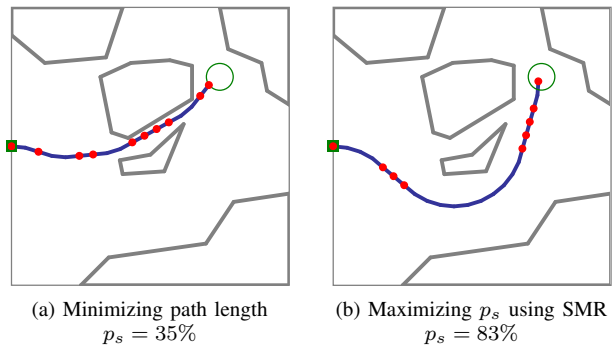 (a) Minimizing path length
p_s = 35%
(b) Maximizing p_s using SMR
p_s = 83%